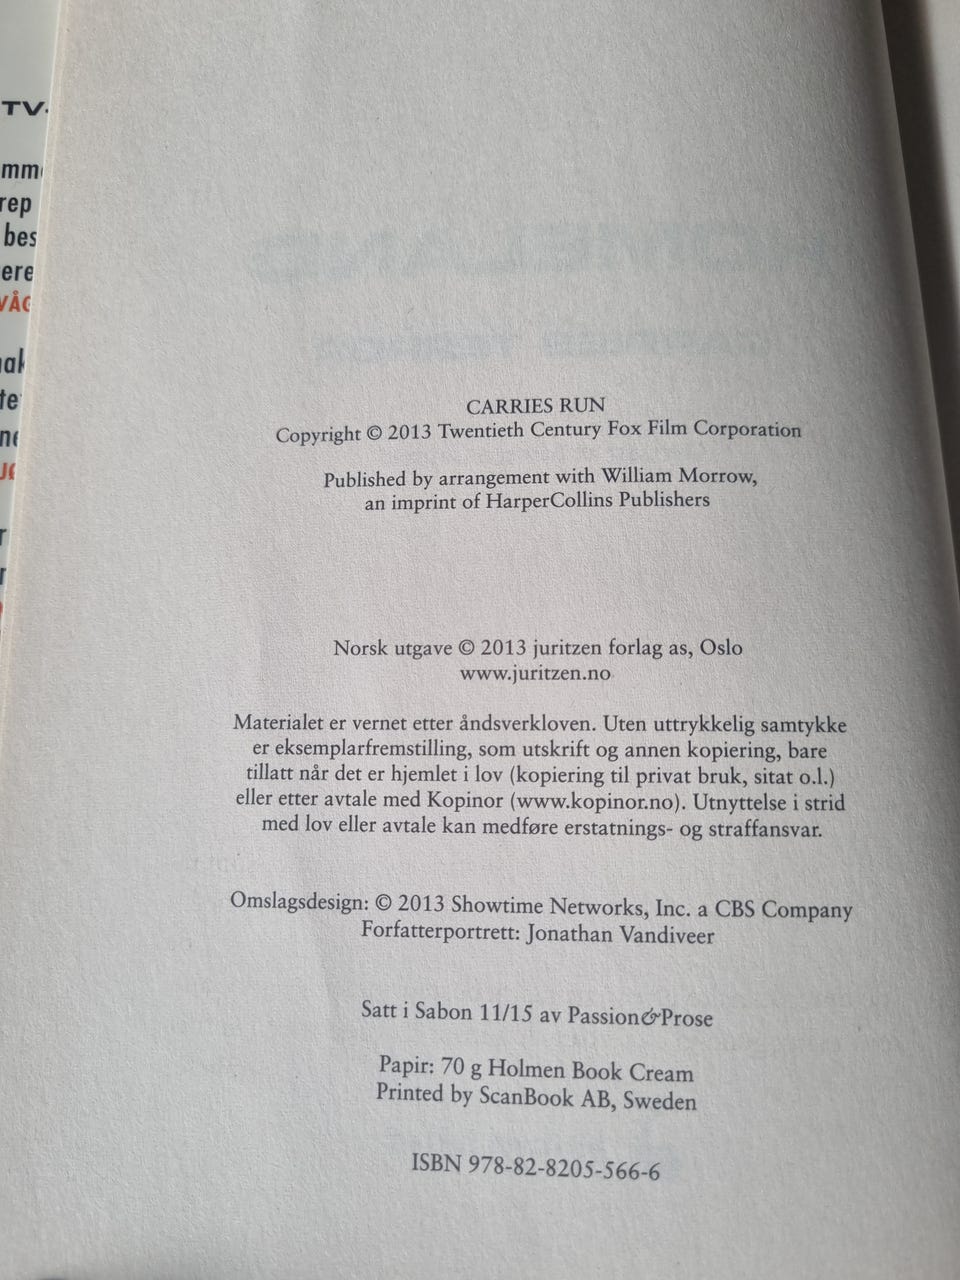 TV-
bes
CARRIES RUN
Copyright © 2013 Twentieth Century Fox Film Corporation
Published by arrangement with William Morrow,
an imprint of HarperCollins Publishers
Norsk utgave © 2013 juritzen forlag as, Oslo
www.juritzen.no
Materialet er vernet etter åndsverkloven. Uten uttrykkelig samtykke
er eksemplarfremstilling, som utskrift og annen kopiering, bare
tillatt når det er hjemlet i lov (kopiering til privat bruk, sitat o.l.)
eller etter avtale med Kopinor (www.kopinor.no). Utnyttelse i strid
med lov eller avtale kan medføre erstatnings- og straffansvar.
Omslagsdesign: © 2013 Showtime Networks, Inc. a CBS Company
Forfatterportrett: Jonathan Vandiveer
Satt i Sabon 11/15 av Passion&Prose
Papir: 70 g Holmen Book Cream
Printed by ScanBook AB, Sweden
ISBN 978-82-8205-566-6